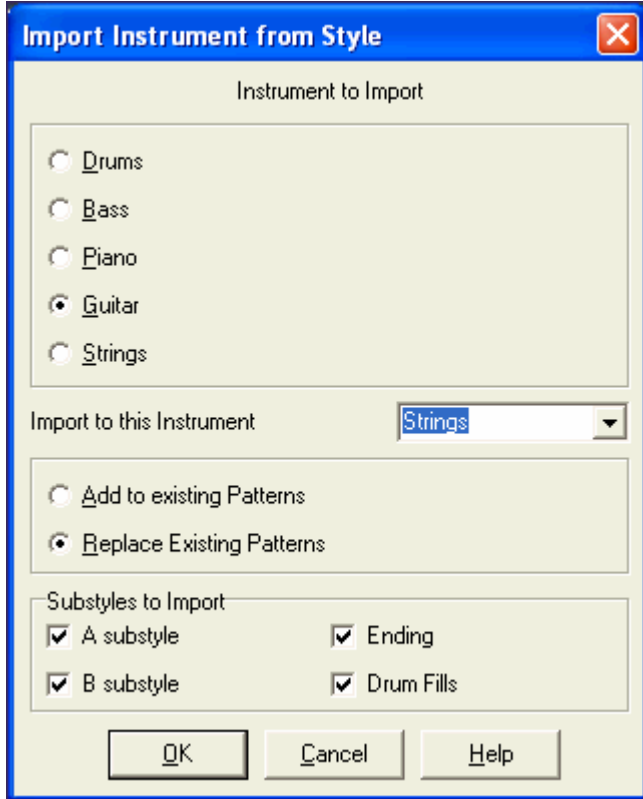 Import Instrument from Style
Instrument to Import
Drums
Bass
Piano
Guitar
Strings
Import to this Instrument Strings
Add to existing Patterns
Replace Existing Patterns
Substyles to Import
A substyle Ending
B substyle Drum Fills
OK Cancel Help